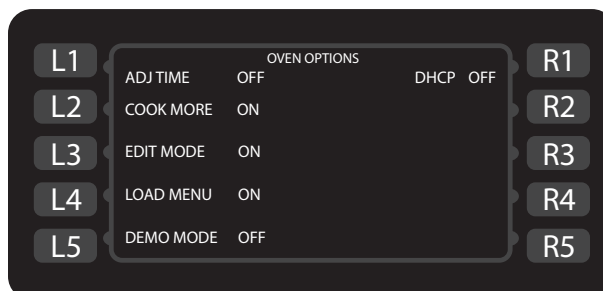 OVEN OPTIONS
L1 ADJ TIME OFF DHCP OFF R1
L2 COOK MORE ON R2
L3 EDIT MODE ON R3
L4 LOAD MENU ON R4
L5 DEMO MODE OFF R5